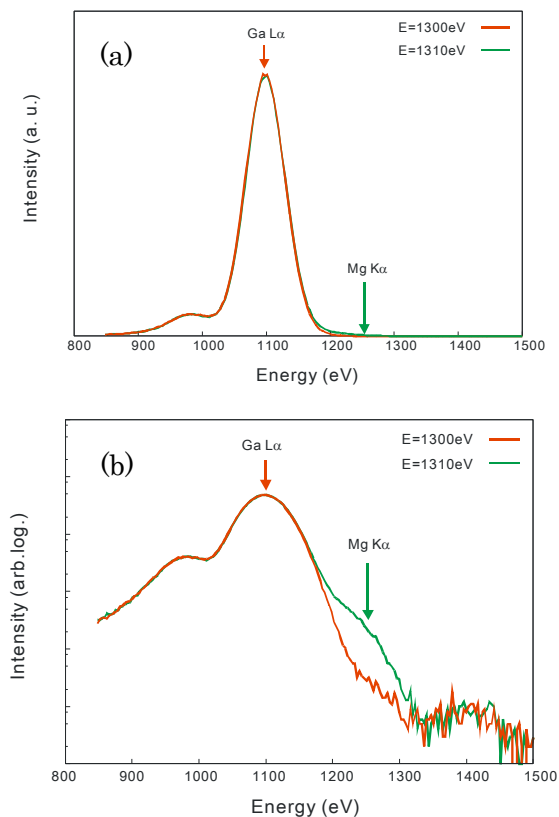 (a)
Ga Lα
E=1300eV
E=1310eV
Mg Kα
Intensity (a. u.)
800 900 1000 1100 1200 1300 1400 1500
Energy (eV)
(b)
Ga Lα
E=1300eV
E=1310eV
Mg Kα
Intensity (arb.log.)
800 900 1000 1100 1200 1300 1400 1500
Energy (eV)